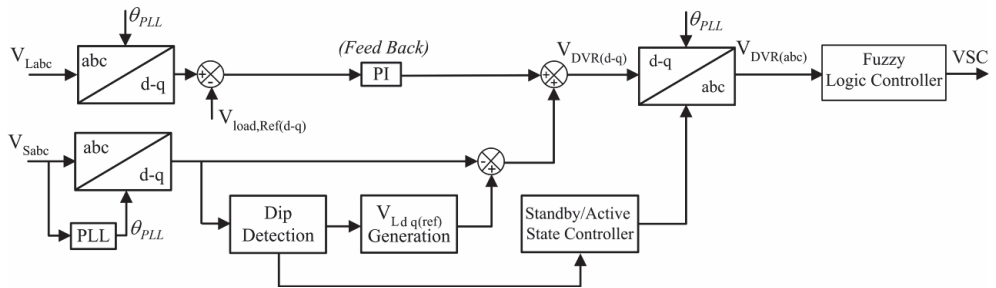 θPLL
θPLL
(Feed Back)
VLabc
abc
d-q
+
-
PI
+
+
VDVR(d-q)
d-q
abc
VDVR(abc)
Fuzzy
Logic Controller
VSC
Vload,Ref(d-q)
VSabc
abc
d-q
-
+
PLL
θPLL
Dip
Detection
VLd q(ref)
Generation
Standby/Active
State Controller